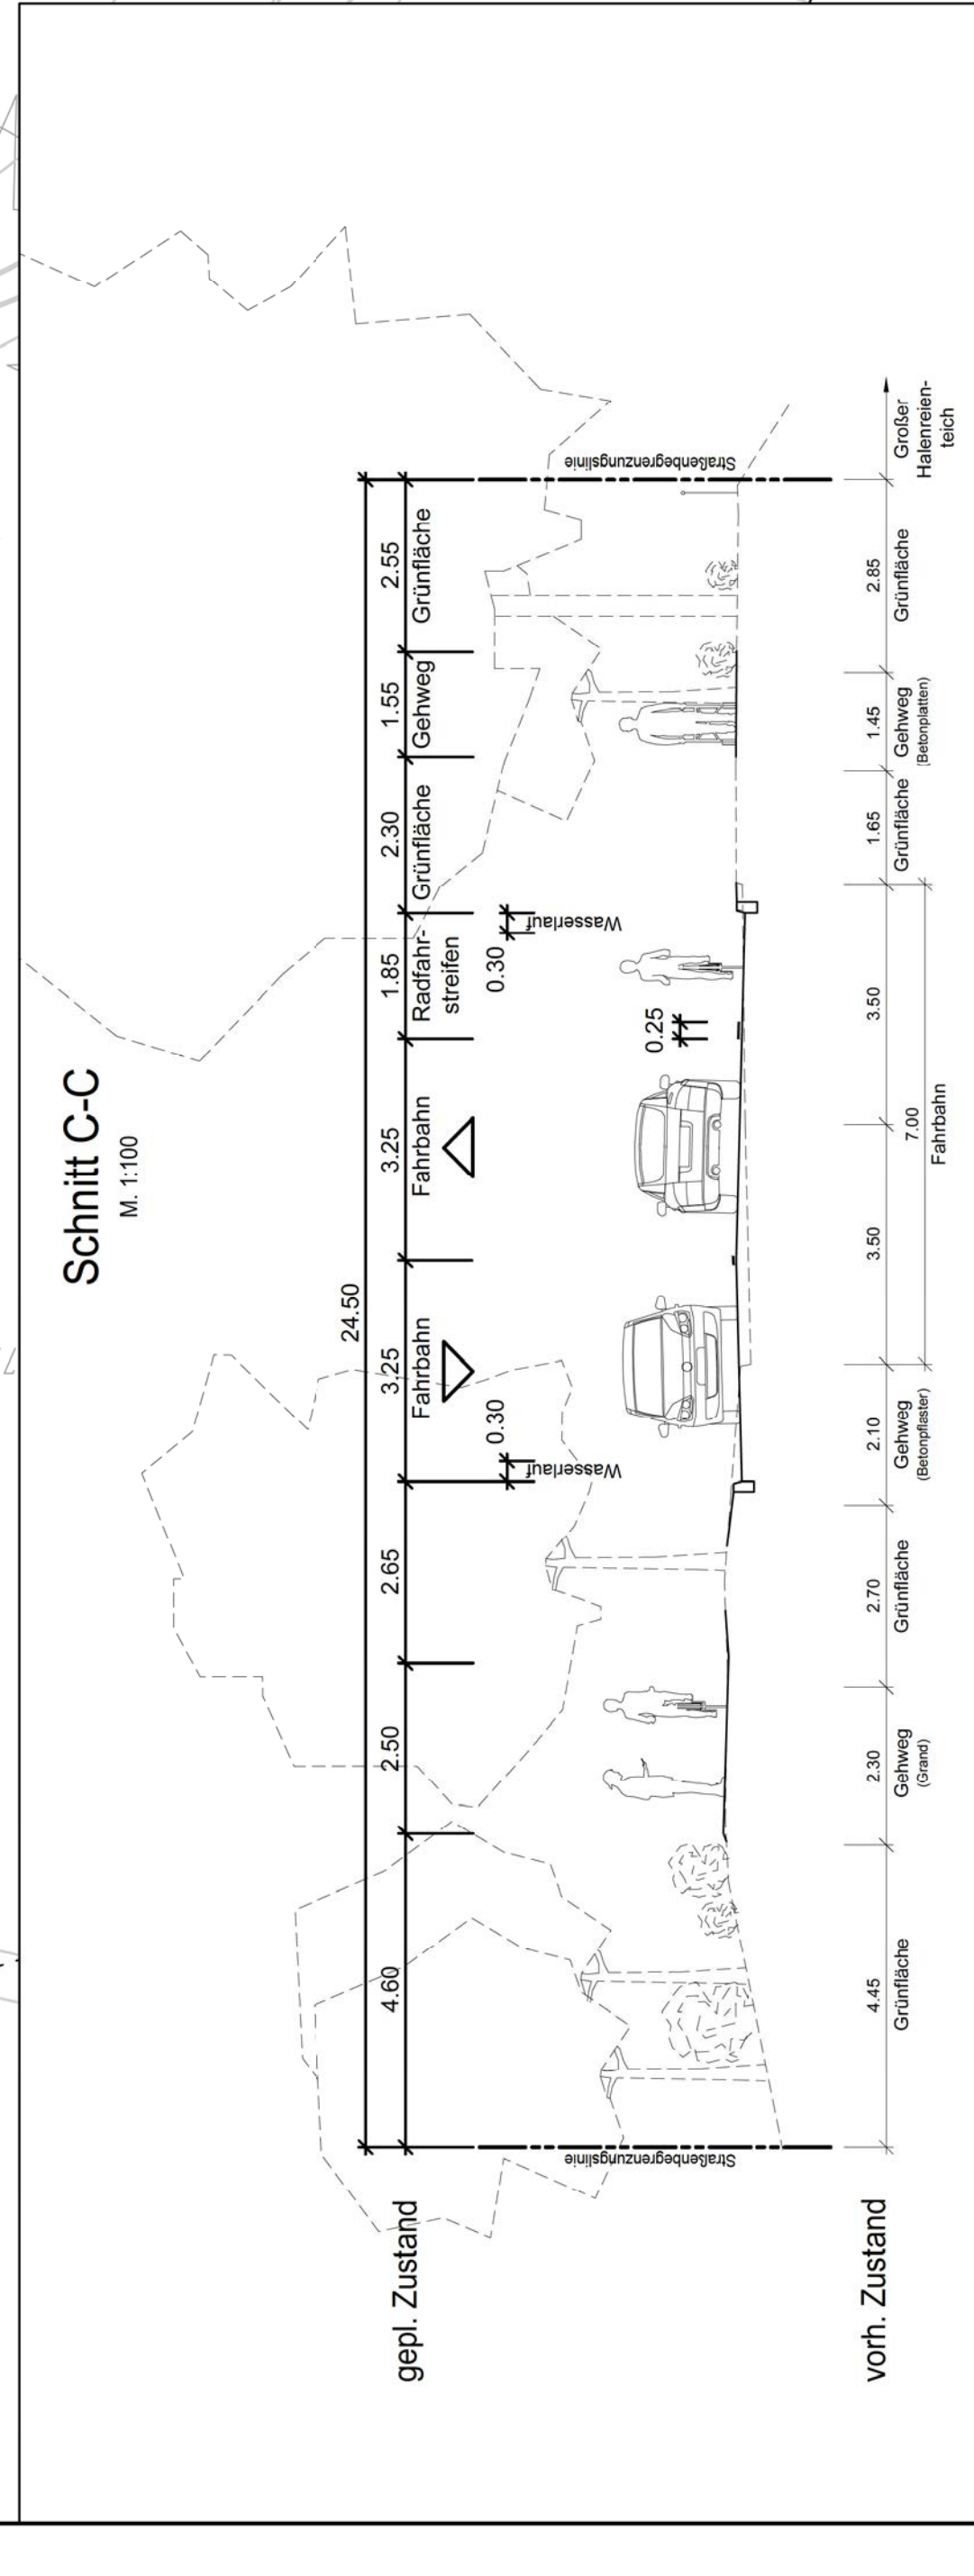 Schnitt C-C
M. 1:100
24.50
gepl. Zustand
4.60
2.50
2.65
3.25
Fahrbahn
3.25
Fahrbahn
1.85
Radfahr-
streifen
2.30
Grünfläche
1.55
Gehweg
2.55
Grünfläche
0.30
Wasserlauf
0.30
Wasserlauf
0.25
Straßenbegrenzungslinie
Straßenbegrenzungslinie
vorh. Zustand
4.45
Grünfläche
2.30
Gehweg
(Grand)
2.70
Grünfläche
2.10
Gehweg
(Betonpflaster)
3.50
3.50
7.00
Fahrbahn
1.65
Grünfläche
1.45
Gehweg
(Betonplatten)
2.85
Grünfläche
Großer
Halenreien-
teich